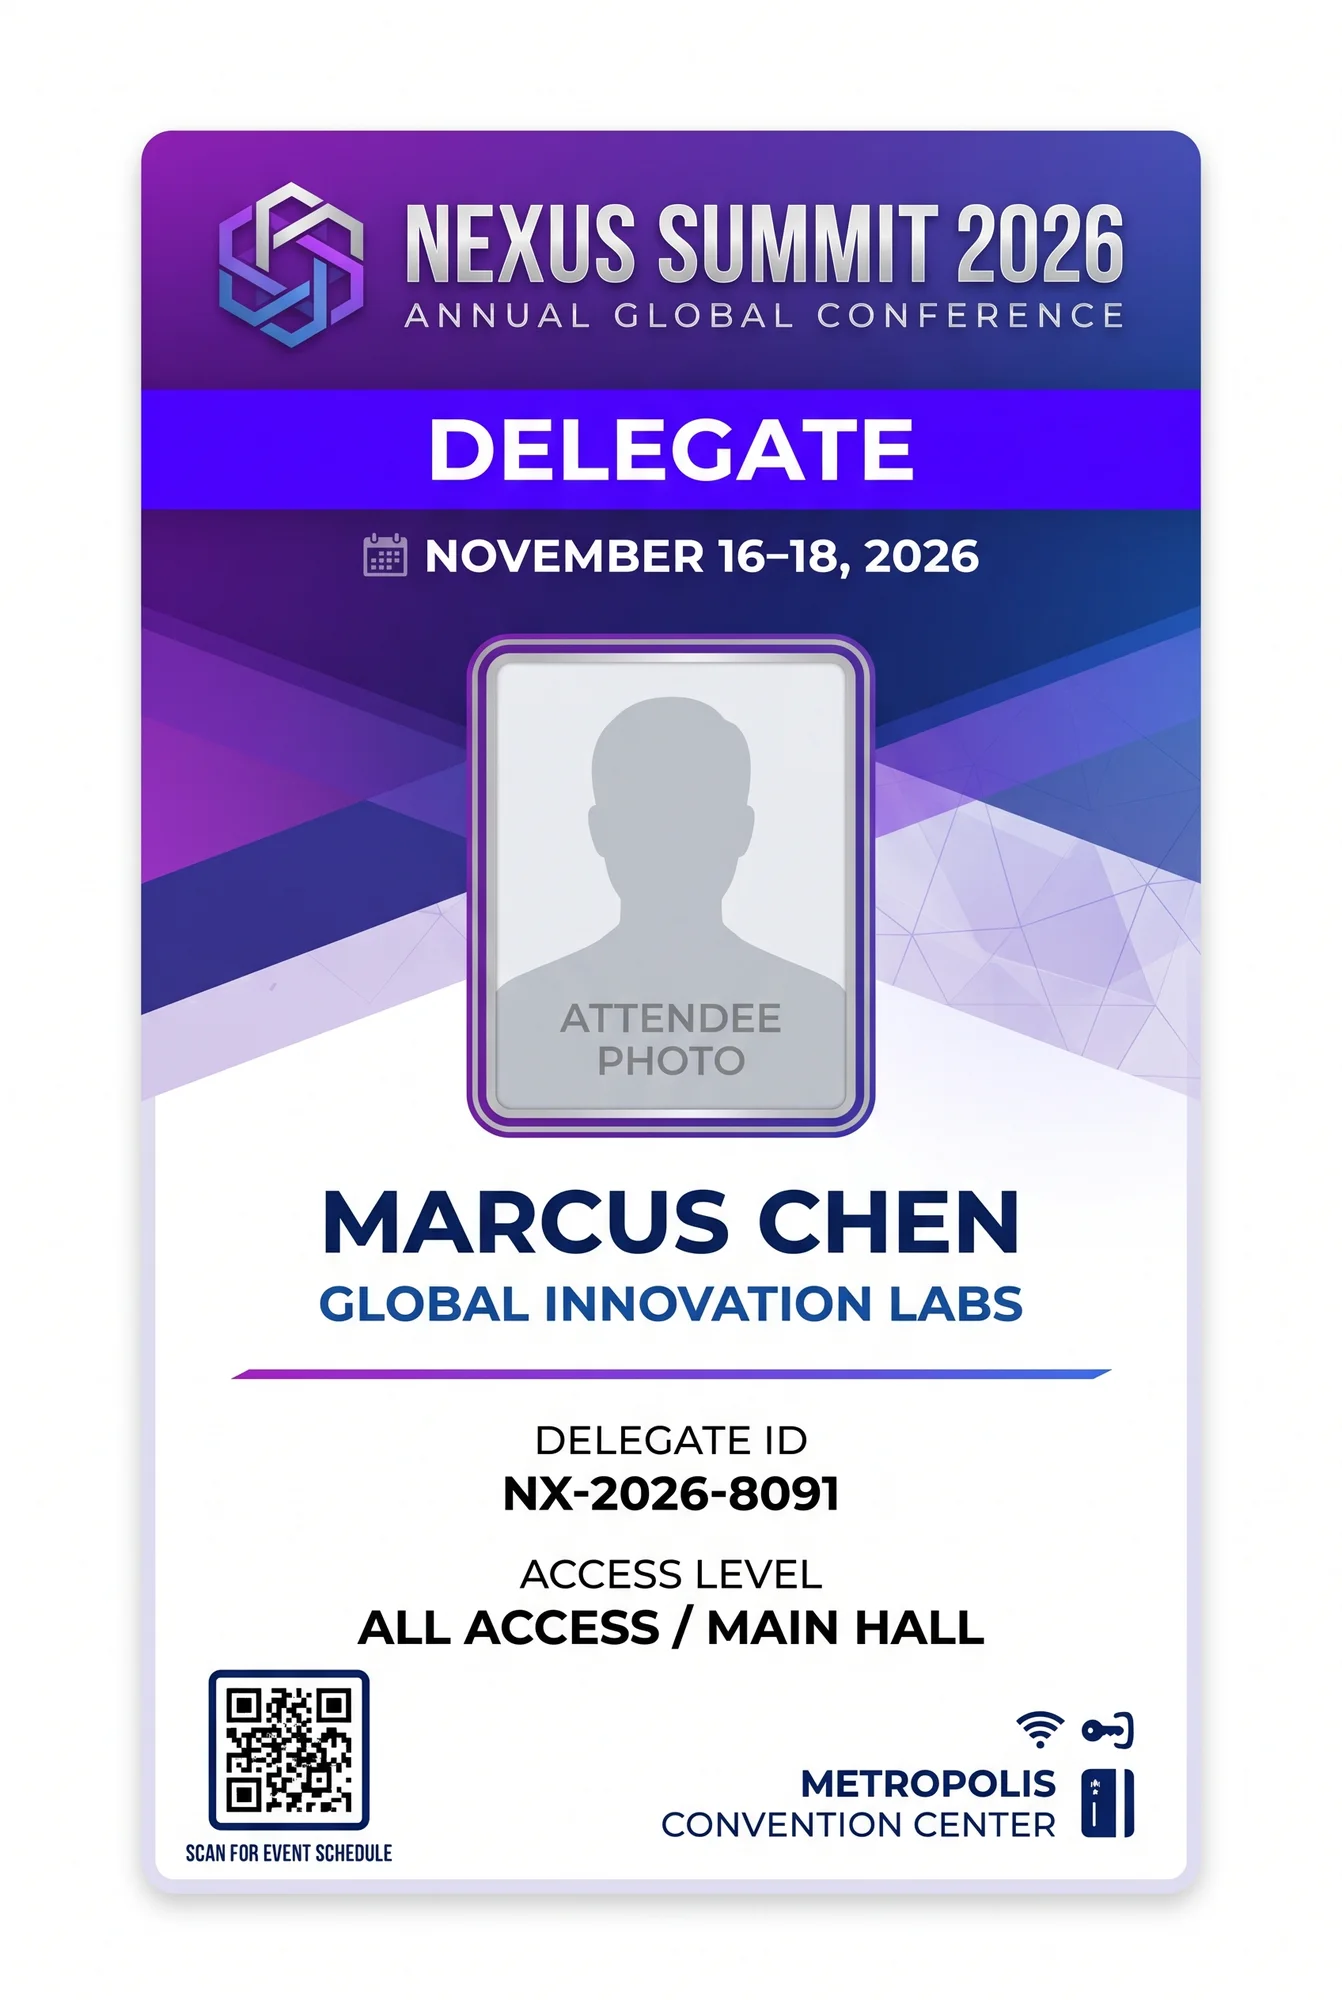 NEXUS SUMMIT 2026
ANNUAL GLOBAL CONFERENCE
DELEGATE
NOVEMBER 16–18, 2026
ATTENDEE
PHOTO
MARCUS CHEN
GLOBAL INNOVATION LABS
DELEGATE ID
NX-2026-8091
ACCESS LEVEL
ALL ACCESS / MAIN HALL
SCAN FOR EVENT SCHEDULE
METROPOLIS
CONVENTION CENTER